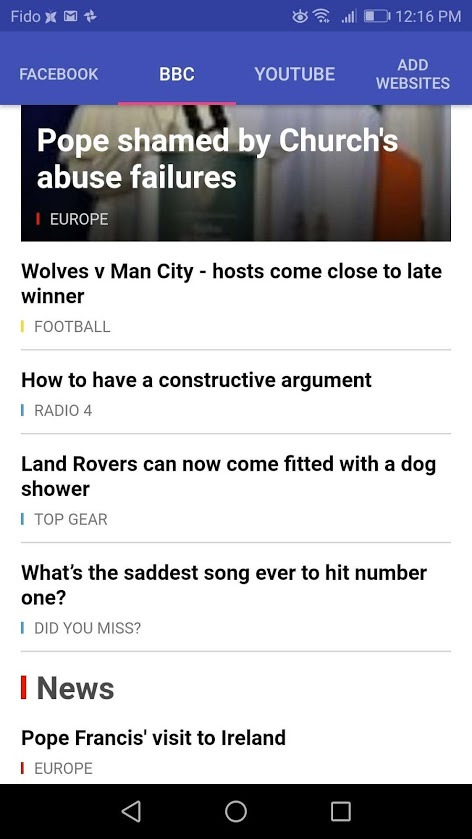 Fido 12:16 PM
FACEBOOK BBC YOUTUBE ADD WEBSITES
Pope shamed by Church's
abuse failures
EUROPE
Wolves v Man City - hosts come close to late
winner
FOOTBALL
How to have a constructive argument
RADIO 4
Land Rovers can now come fitted with a dog
shower
TOP GEAR
What’s the saddest song ever to hit number
one?
DID YOU MISS?
News
Pope Francis' visit to Ireland
EUROPE